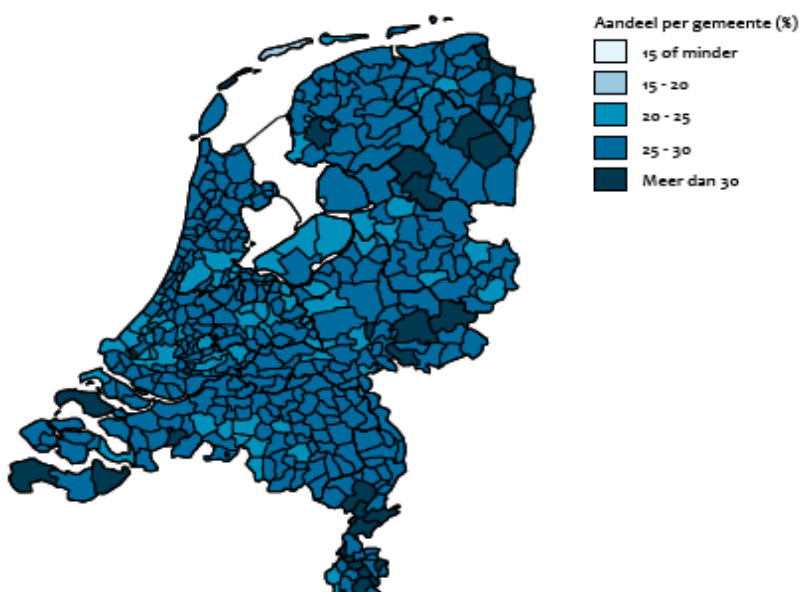 Aandeel per gemeente (%)
15 of minder
15 - 20
20 - 25
25 - 30
Meer dan 30